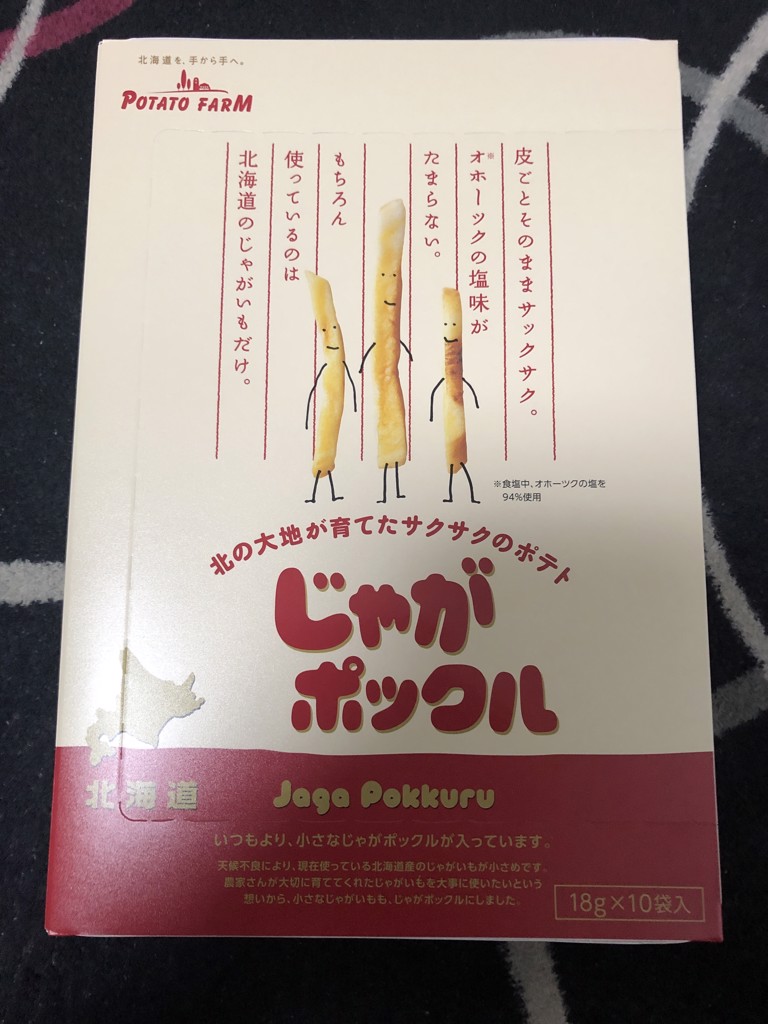 北海道を、手から手へ。
POTATO FARM
皮ごとそのままサックサク。
※オホーツクの塩味が
たまらない。
もちろん
使っているのは
北海道のじゃがいもだけ。
※食塩中、オホーツクの塩を
94%使用
北の大地が育てたサクサクのポテト
じゃが
ポックル
北海道
Jaga Pokkuru
いつもより、小さなじゃがポックルが入っています。
天候不良により、現在使っている北海道産のじゃがいもが小さめです。
農家さんが大切に育ててくれたじゃがいもを大事に使いたいという
想いから、小さなじゃがいもも、じゃがポックルにしました。
18g×10袋入